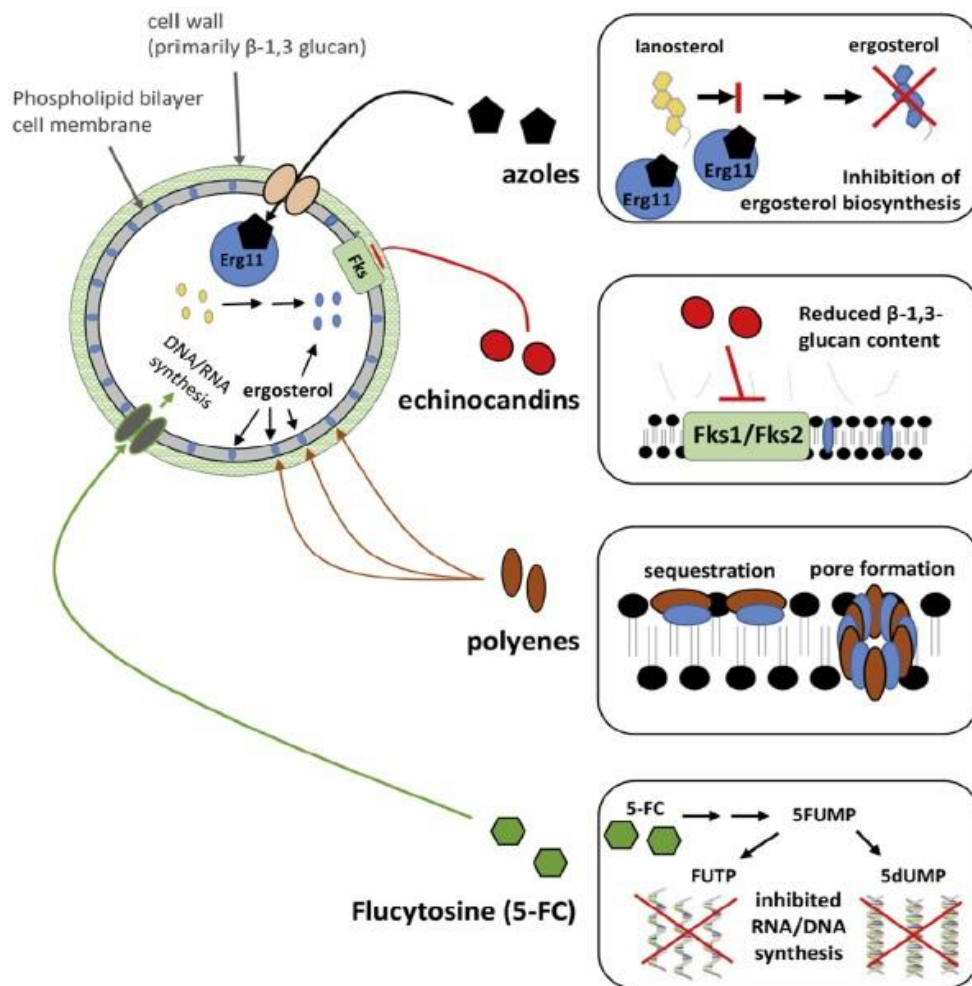 cell wall
(primarily β-1,3 glucan)
Phospholipid bilayer
cell membrane
azoles
Erg11
Fks
DNA/RNA
synthesis
ergosterol
echinocandins
polyenes
Flucytosine (5-FC)
lanosterol
ergosterol
Erg11
Erg11
Inhibition of
ergosterol biosynthesis
Reduced β-1,3-
glucan content
Fks1/Fks2
sequestration
pore formation
5-FC
5FUMP
FUTP
5dUMP
inhibited
RNA/DNA
synthesis